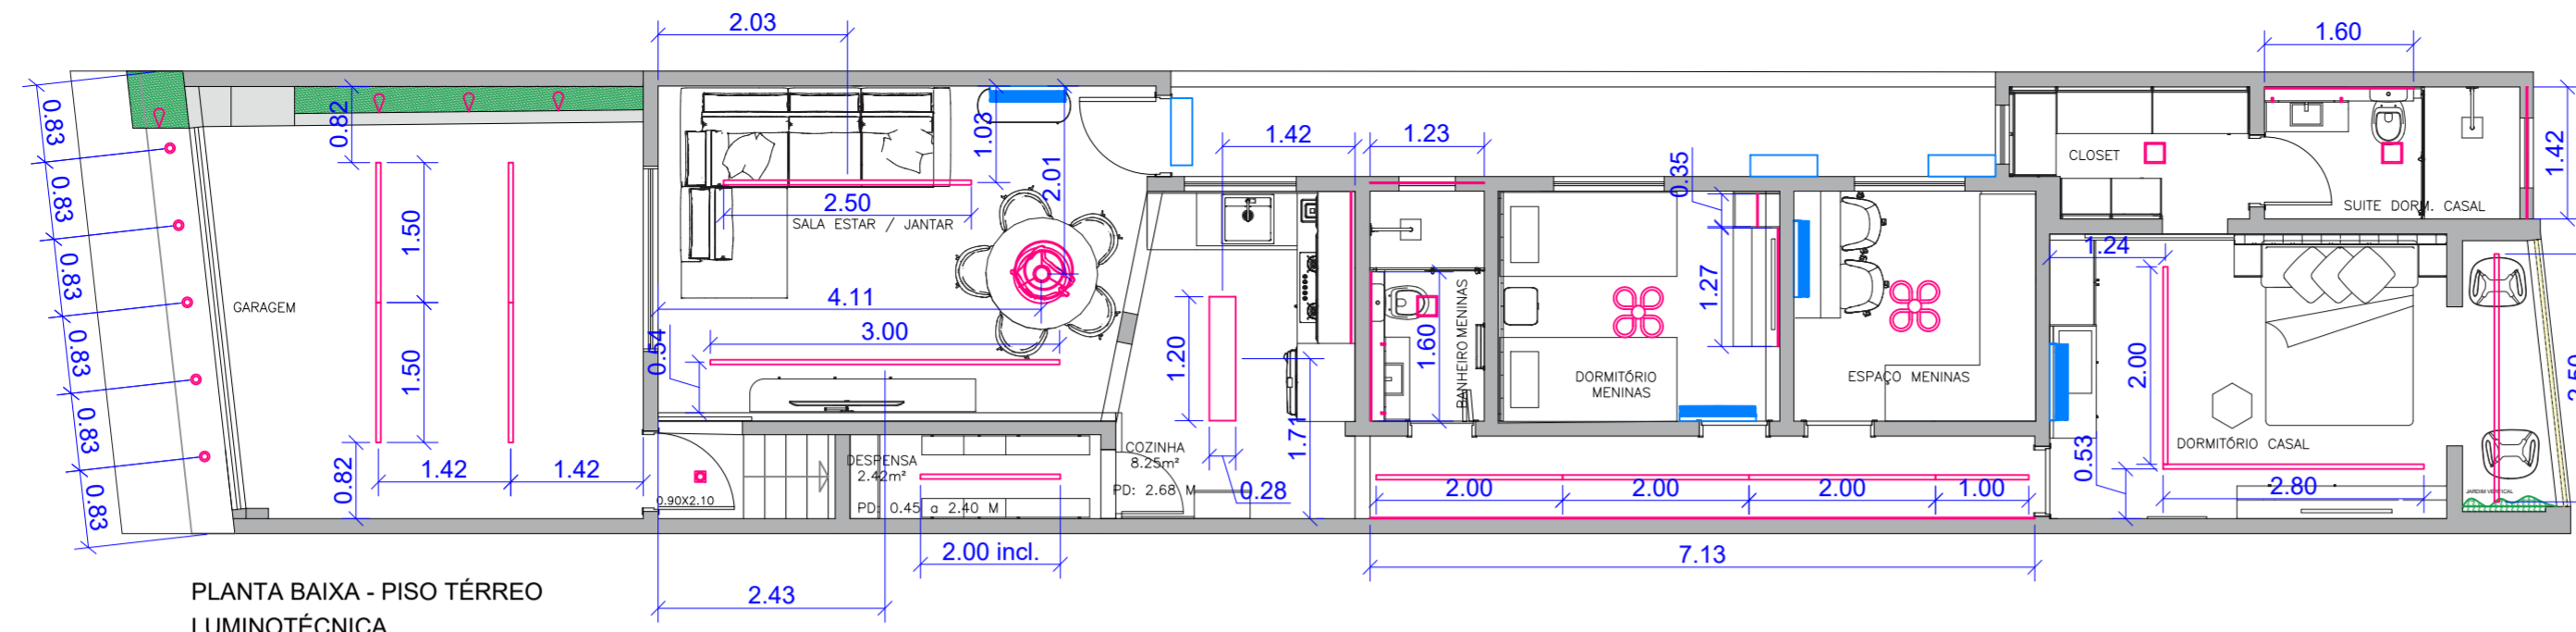 2.03
1.60
0.83
0.82
1.03
2.01
1.42
1.23
0.35
CLOSET
1.42
0.83
1.50
2.50
SALA ESTAR / JANTAR
SUITE DORM. CASAL
1.24
0.83
GARAGEM
4.11
1.27
2.00
0.83
0.54
3.00
1.20
1.60
BANHEIRO MENINAS
DORMITÓRIO
MENINAS
ESPAÇO MENINAS
2.50
0.83
1.50
1.71
DORMITÓRIO CASAL
0.53
0.82
1.42
1.42
DESPENSA
2.42m²
COZINHA
8.25m²
PD: 2.68 M
0.28
2.00
2.00
2.00
1.00
2.80
JARDIM VERTICAL
0.90X2.10
PD: 0.45 a 2.40 M
0.83
2.00 incl.
7.13
2.43
PLANTA BAIXA - PISO TÉRREO
LUMINOTÉCNICA